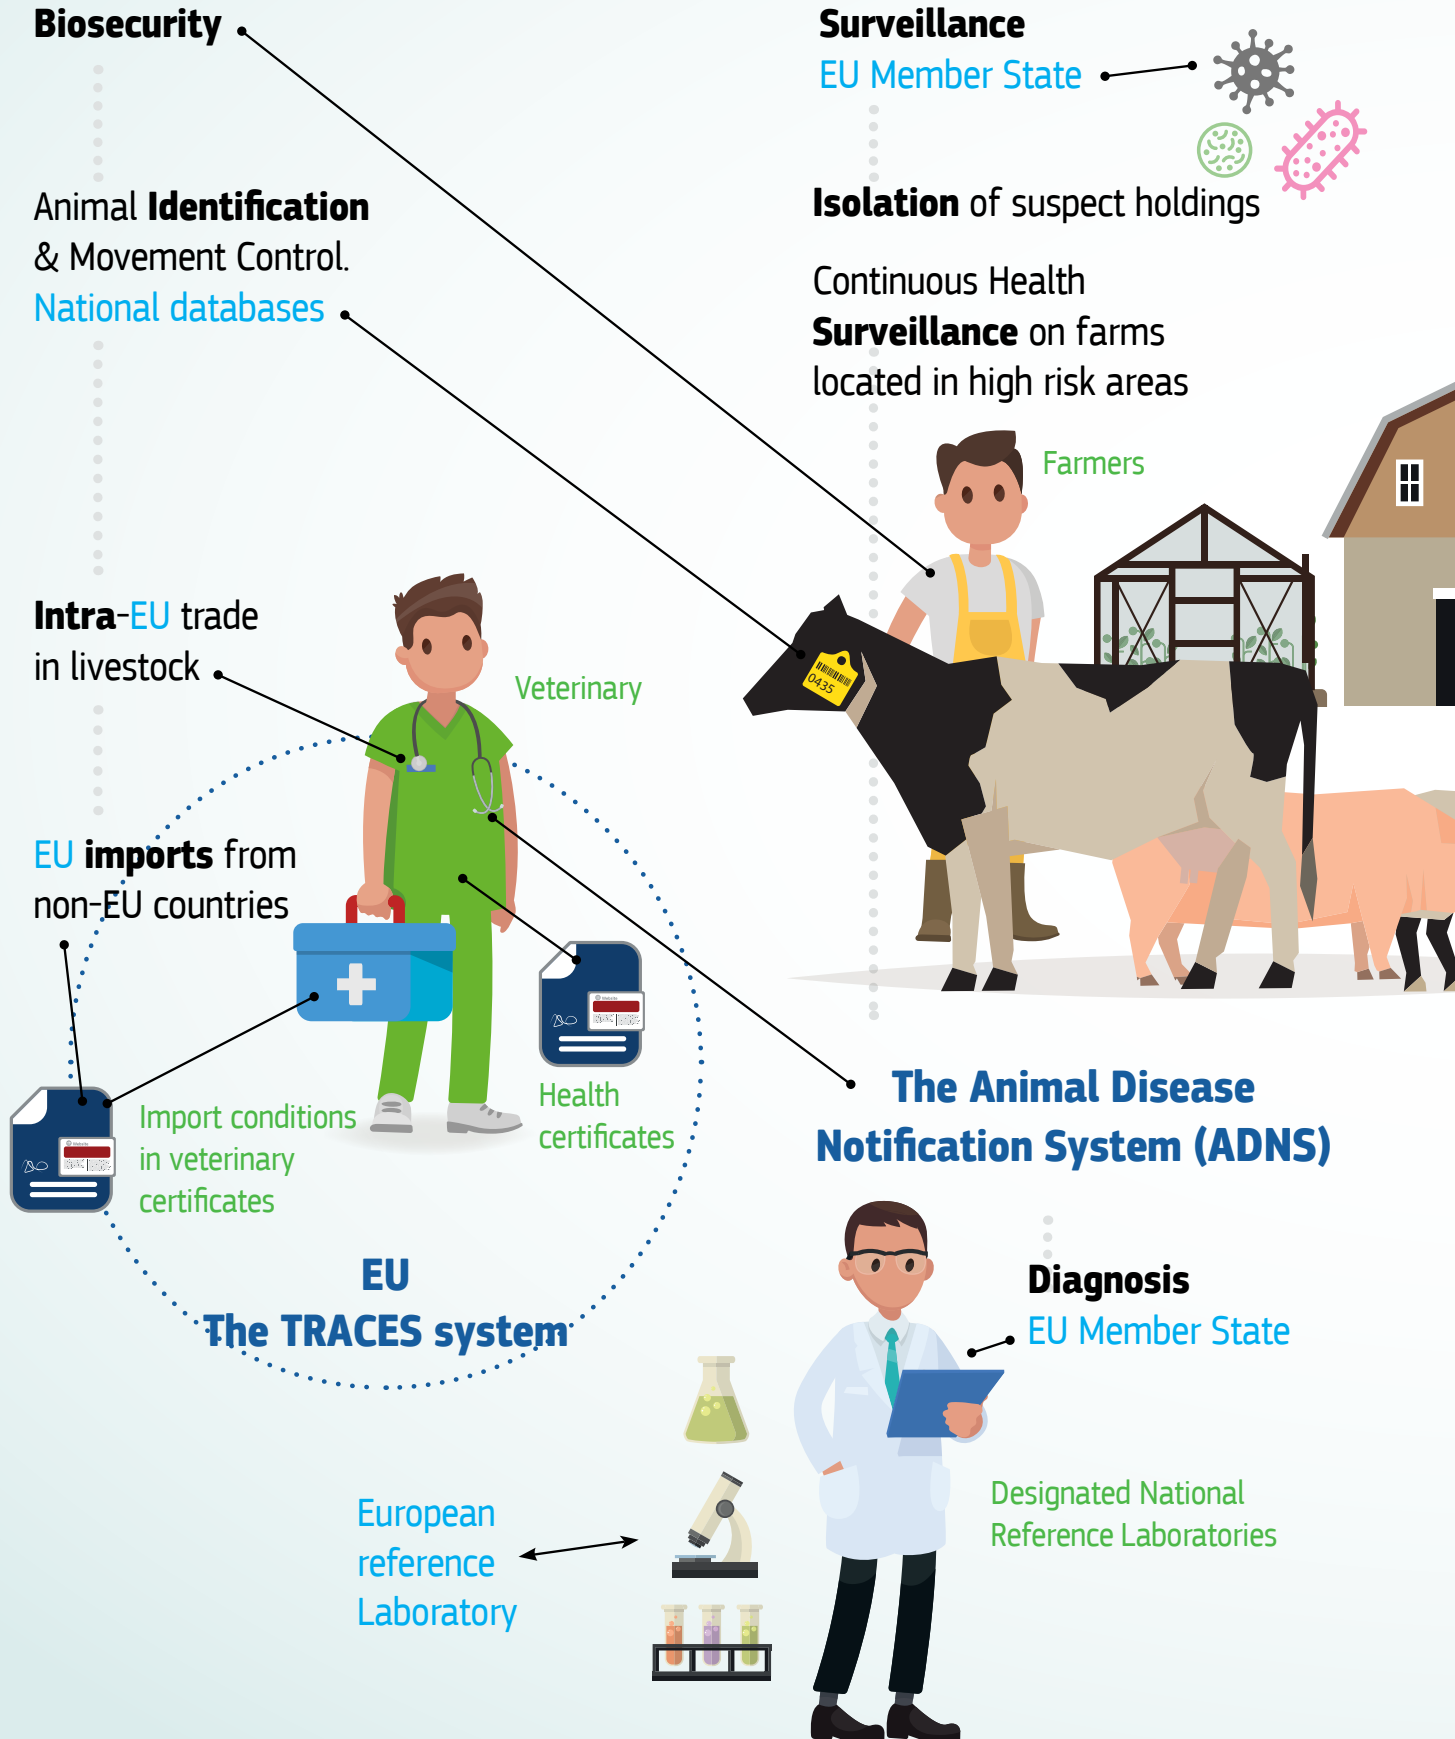 Biosecurity
Animal Identification
& Movement Control.
National databases
Intra-EU trade
in livestock
EU imports from
non-EU countries
Surveillance
EU Member State
Isolation of suspect holdings
Continuous Health
Surveillance on farms
located in high risk areas
Farmers
0435
Veterinary
Health
certificates
Import conditions
in veterinary
certificates
EU
The TRACES system
The Animal Disease
Notification System (ADNS)
Diagnosis
EU Member State
Designated National
Reference Laboratories
European
reference
Laboratory